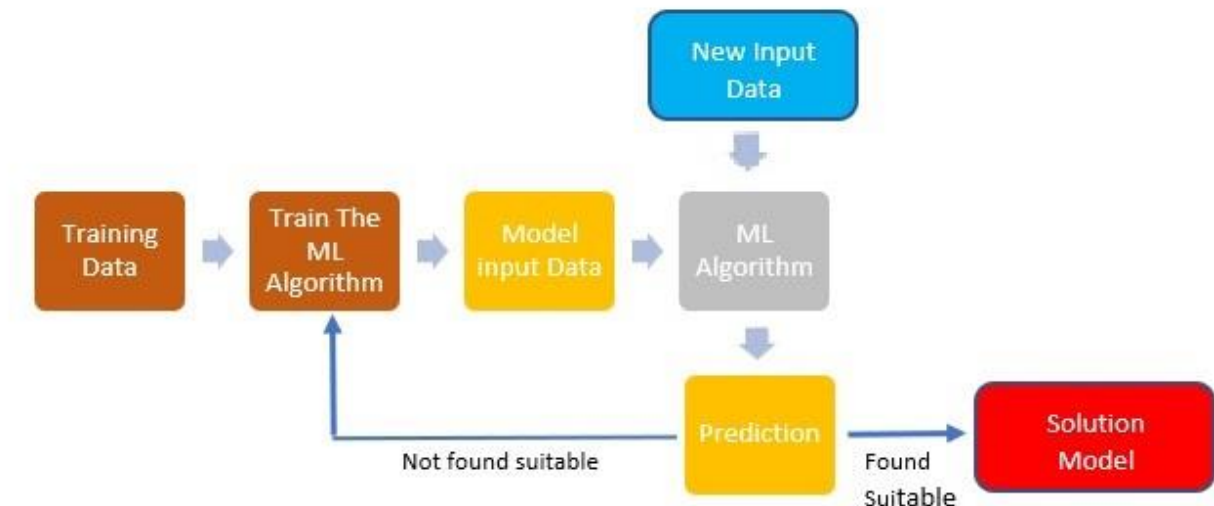 New Input
Data
Training
Data
Train The
ML
Algorithm
Model
input Data
ML
Algorithm
Prediction
Solution
Model
Not found suitable
Found
Suitable